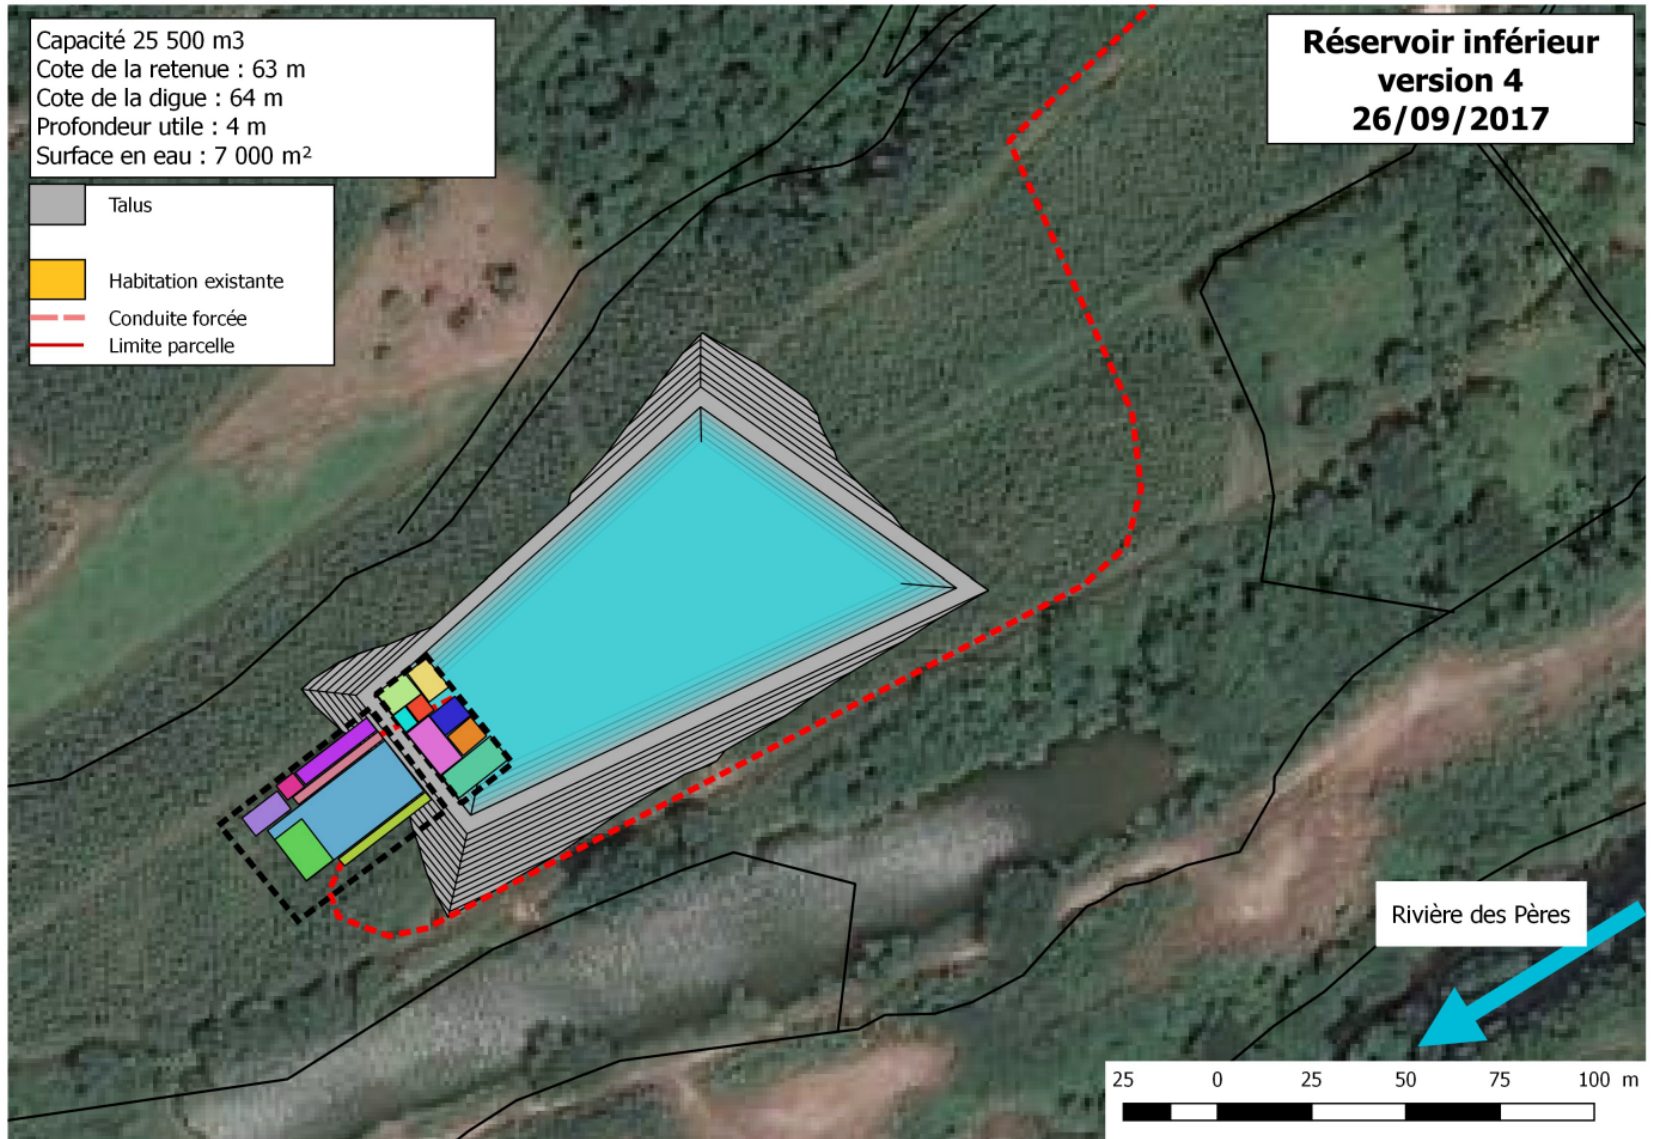 Capacité 25 500 m3
Cote de la retenue : 63 m
Cote de la digue : 64 m
Profondeur utile : 4 m
Surface en eau : 7 000 m²
Réservoir inférieur
version 4
26/09/2017
Talus
Habitation existante
Conduite forcée
Limite parcelle
Rivière des Pères
25 0 25 50 75 100 m